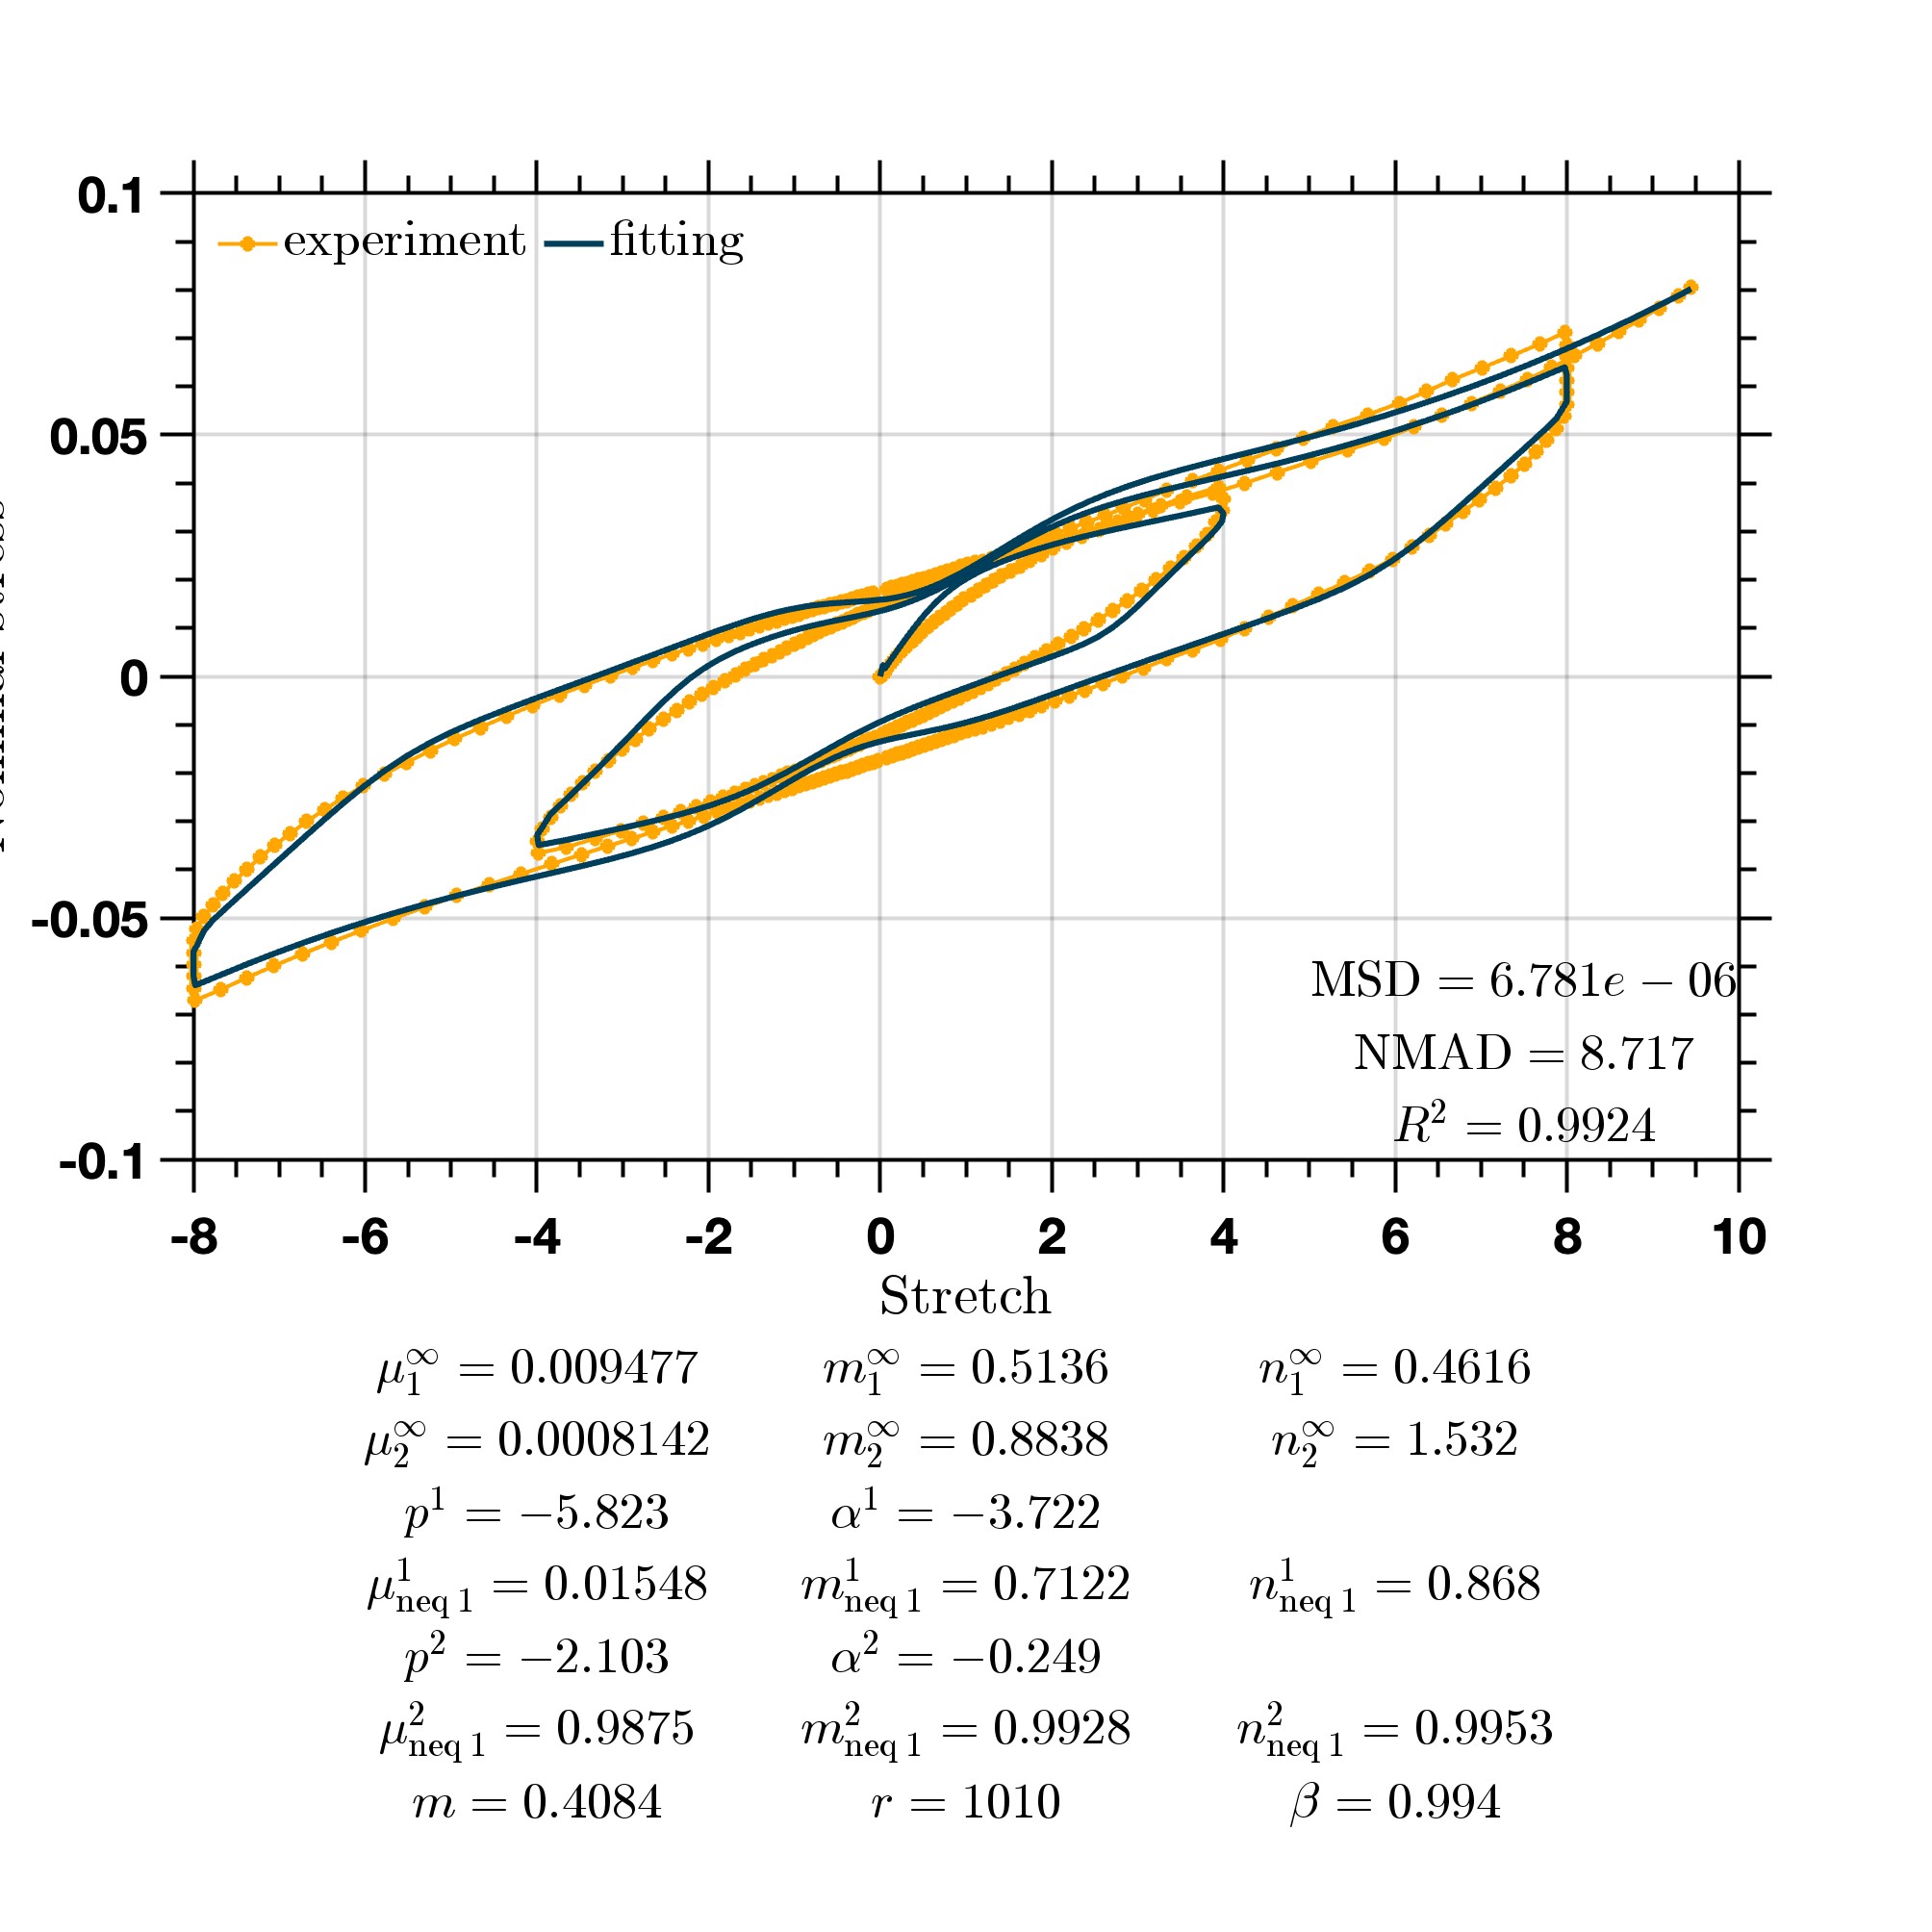 0.1
experiment fitting
0.05
0
-0.05
MSD = 6.781e − 06
NMAD = 8.717
R² = 0.9924
-0.1
-8 -6 -4 -2 0 2 4 6 8 10
Stretch
μ₁^∞ = 0.009477 m₁^∞ = 0.5136 n₁^∞ = 0.4616
μ₂^∞ = 0.0008142 m₂^∞ = 0.8838 n₂^∞ = 1.532
p¹ = −5.823 α¹ = −3.722
μ¹_neq 1 = 0.01548 m¹_neq 1 = 0.7122 n¹_neq 1 = 0.868
p² = −2.103 α² = −0.249
μ²_neq 1 = 0.9875 m²_neq 1 = 0.9928 n²_neq 1 = 0.9953
m = 0.4084 r = 1010 β = 0.994